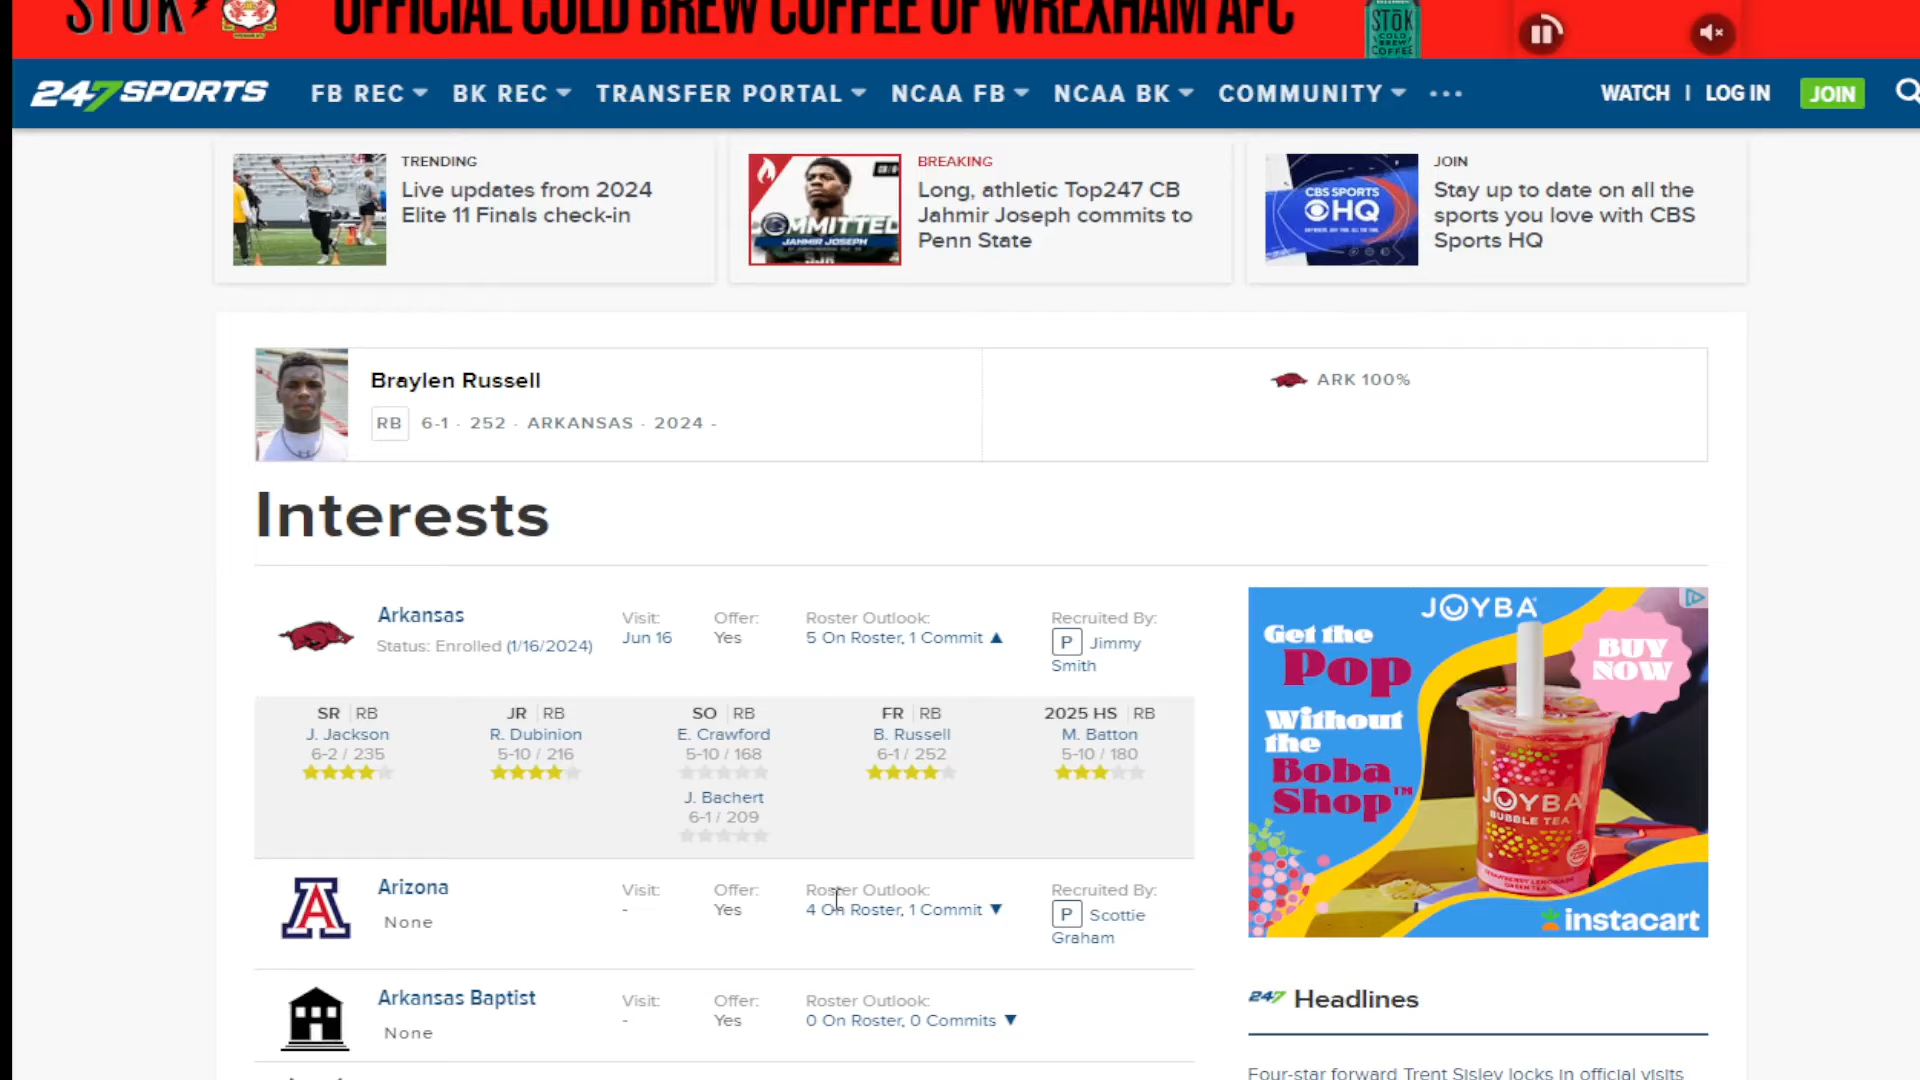 STōK
OFFICIAL COLD BREW COFFEE OF WREXHAM AFC
STōK
COLD
BREW
COFFEE
247SPORTS
FB REC
BK REC
TRANSFER PORTAL
NCAA FB
NCAA BK
COMMUNITY
WATCH | LOG IN
JOIN
TRENDING
Live updates from 2024
Elite 11 Finals check-in
COMMITTED
JAHMIR JOSEPH
BREAKING
Long, athletic Top247 CB
Jahmir Joseph commits to
Penn State
CBS SPORTS
HQ
JOIN
Stay up to date on all the
sports you love with CBS
Sports HQ
Braylen Russell
RB 6-1 · 252 · ARKANSAS · 2024 -
ARK 100%
Interests
Arkansas
Status: Enrolled (1/16/2024)
Visit:
Jun 16
Offer:
Yes
Roster Outlook:
5 On Roster, 1 Commit ▲
Recruited By:
P Jimmy
Smith
SR | RB
J. Jackson
6-2 / 235
JR | RB
R. Dubinion
5-10 / 216
SO | RB
E. Crawford
5-10 / 168
J. Bachert
6-1 / 209
FR | RB
B. Russell
6-1 / 252
2025 HS | RB
M. Batton
5-10 / 180
Arizona
None
Visit:
-
Offer:
Yes
Roster Outlook:
4 On Roster, 1 Commit ▼
Recruited By:
P Scottie
Graham
Arkansas Baptist
None
Visit:
-
Offer:
Yes
Roster Outlook:
0 On Roster, 0 Commits ▼
JOYBA
Get the
Pop
Without
the
Boba
Shop™
BUY
NOW
JOYBA
BUBBLE TEA
instacart
247 Headlines
Four-star forward Trent Sisley locks in official visits